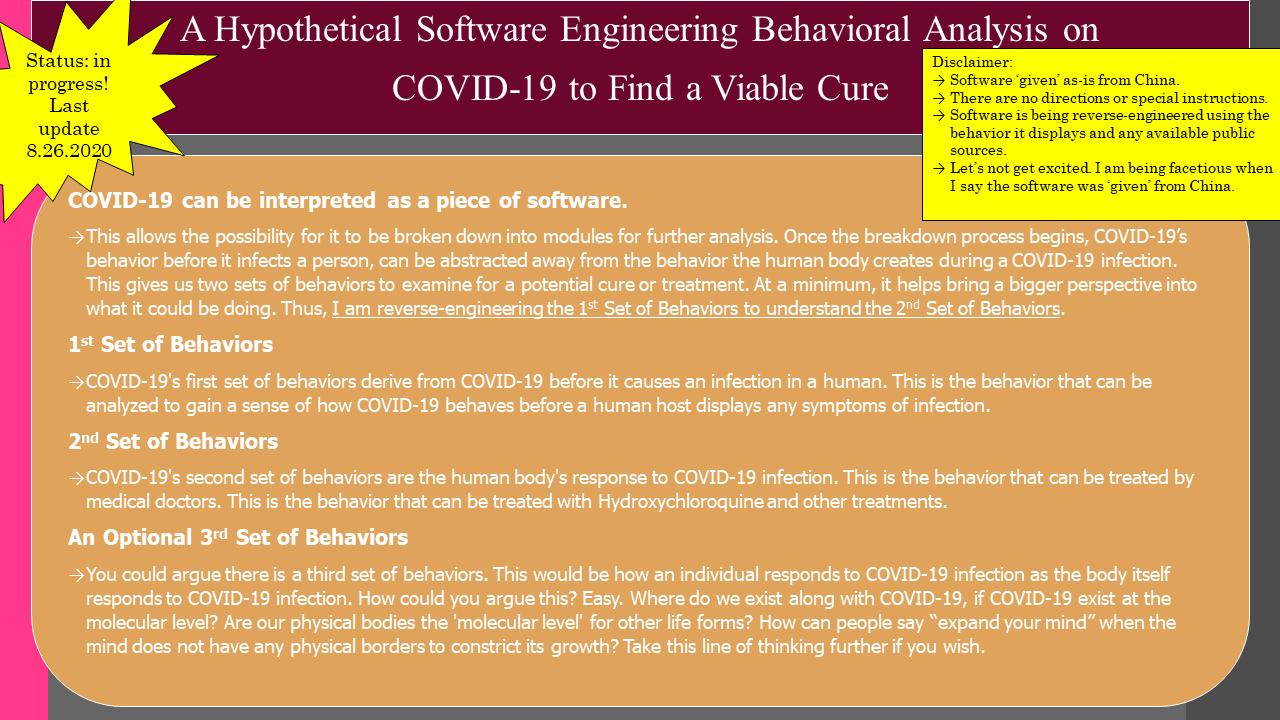 A Hypothetical Software Engineering Behavioral Analysis on
COVID-19 to Find a Viable Cure
Status: in
progress!
Last
update
8.26.2020
Disclaimer:
→ Software ‘given’ as-is from China.
→ There are no directions or special instructions.
→ Software is being reverse-engineered using the
behavior it displays and any available public
sources.
→ Let’s not get excited. I am being facetious when
I say the software was ‘given’ from China.
COVID-19 can be interpreted as a piece of software.
→This allows the possibility for it to be broken down into modules for further analysis. Once the breakdown process begins, COVID-19’s
behavior before it infects a person, can be abstracted away from the behavior the human body creates during a COVID-19 infection.
This gives us two sets of behaviors to examine for a potential cure or treatment. At a minimum, it helps bring a bigger perspective into
what it could be doing. Thus, I am reverse-engineering the 1st Set of Behaviors to understand the 2nd Set of Behaviors.
1st Set of Behaviors
→COVID-19's first set of behaviors derive from COVID-19 before it causes an infection in a human. This is the behavior that can be
analyzed to gain a sense of how COVID-19 behaves before a human host displays any symptoms of infection.
2nd Set of Behaviors
→COVID-19's second set of behaviors are the human body's response to COVID-19 infection. This is the behavior that can be treated by
medical doctors. This is the behavior that can be treated with Hydroxychloroquine and other treatments.
An Optional 3rd Set of Behaviors
→You could argue there is a third set of behaviors. This would be how an individual responds to COVID-19 infection as the body itself
responds to COVID-19 infection. How could you argue this? Easy. Where do we exist along with COVID-19, if COVID-19 exist at the
molecular level? Are our physical bodies the 'molecular level' for other life forms? How can people say “expand your mind” when the
mind does not have any physical borders to constrict its growth? Take this line of thinking further if you wish.